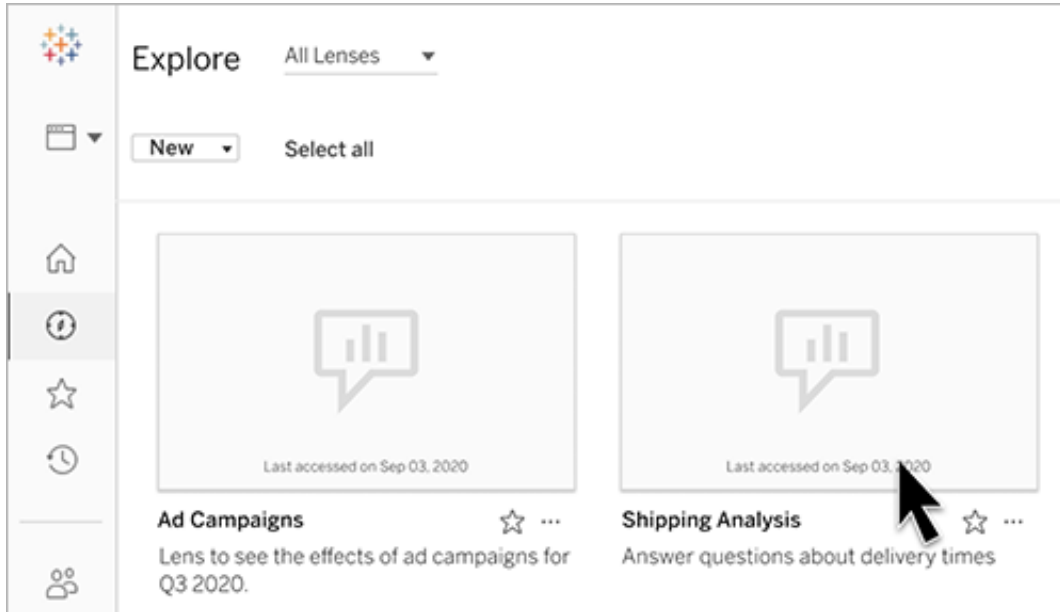 Explore
All Lenses
New
Select all
Last accessed on Sep 03, 2020
Last accessed on Sep 03, 2020
Ad Campaigns
Lens to see the effects of ad campaigns for
Q3 2020.
Shipping Analysis
Answer questions about delivery times